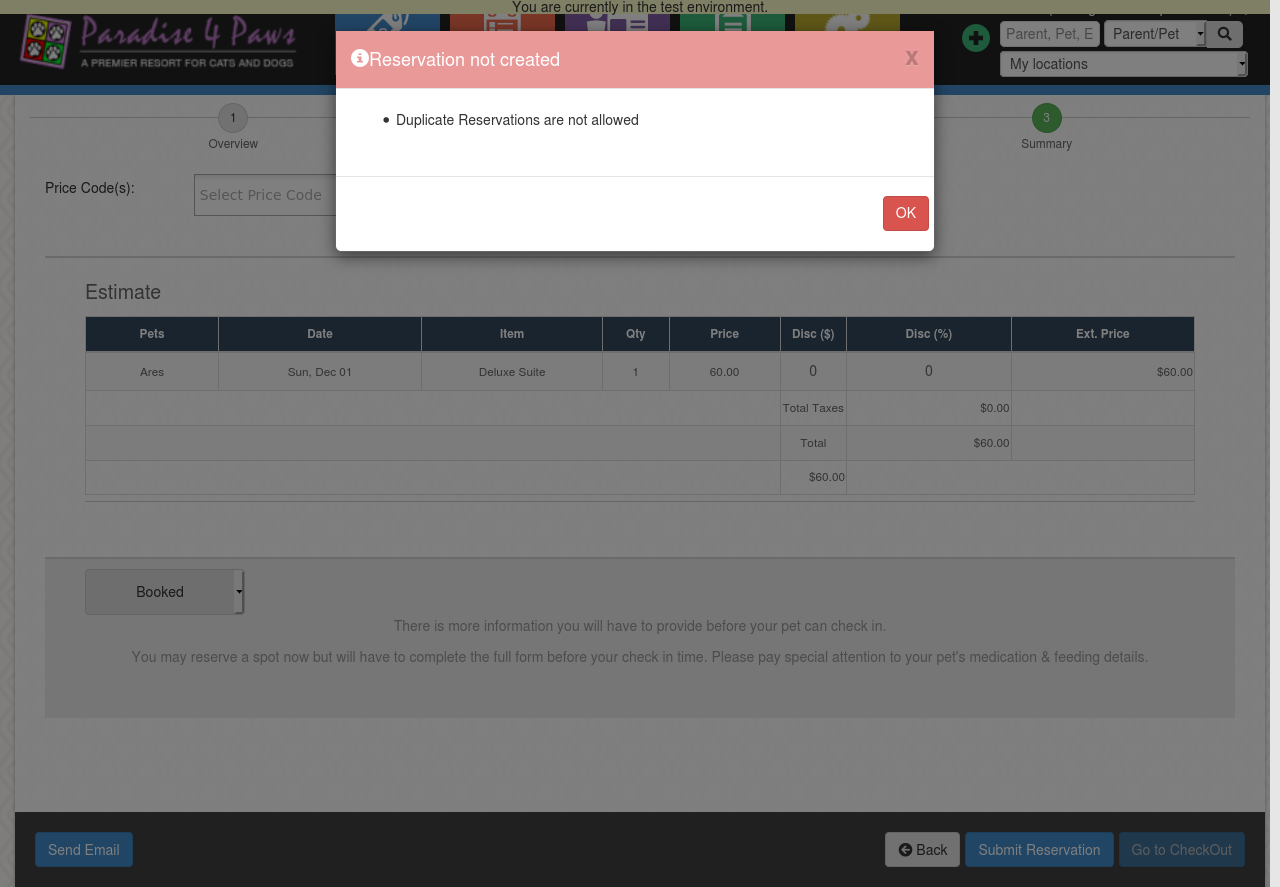 You are currently in the test environment.
Paradise 4 Paws
A PREMIER RESORT FOR CATS AND DOGS
Parent, Pet, E
Parent/Pet
My locations
Reservation not created
X
Duplicate Reservations are not allowed
OK
1
Overview
3
Summary
Price Code(s):
Select Price Code
Estimate
Pets Date Item Qty Price Disc ($) Disc (%) Ext. Price
Ares Sun, Dec 01 Deluxe Suite 1 60.00 0 0 $60.00
Total Taxes $0.00
Total $60.00
$60.00
Booked
There is more information you will have to provide before your pet can check in.
You may reserve a spot now but will have to complete the full form before your check in time. Please pay special attention to your pet's medication & feeding details.
Send Email
Back
Submit Reservation
Go to CheckOut